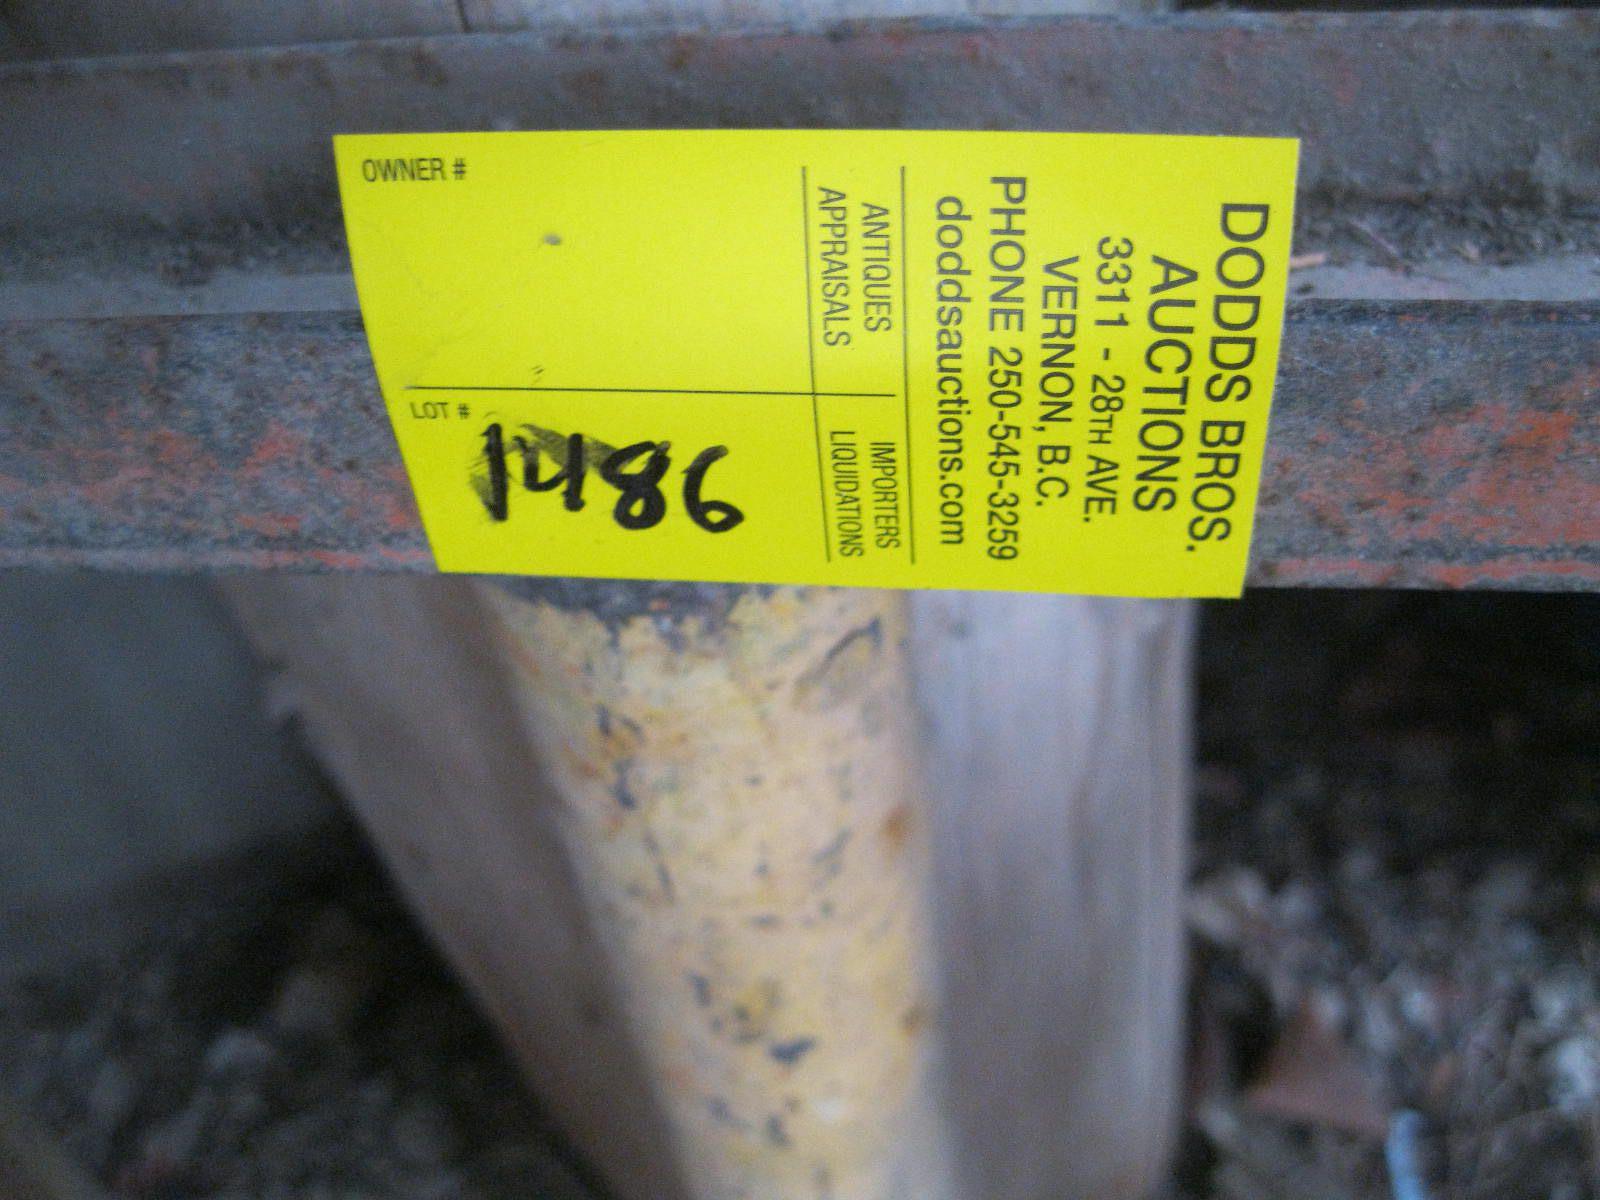 DODDS BROS.
AUCTIONS
3311 - 28TH AVE.
VERNON, B.C.
PHONE 250-545-3259
doddsauctions.com
ANTIQUES IMPORTERS
APPRAISALS LIQUIDATIONS
OWNER #
LOT #
1486